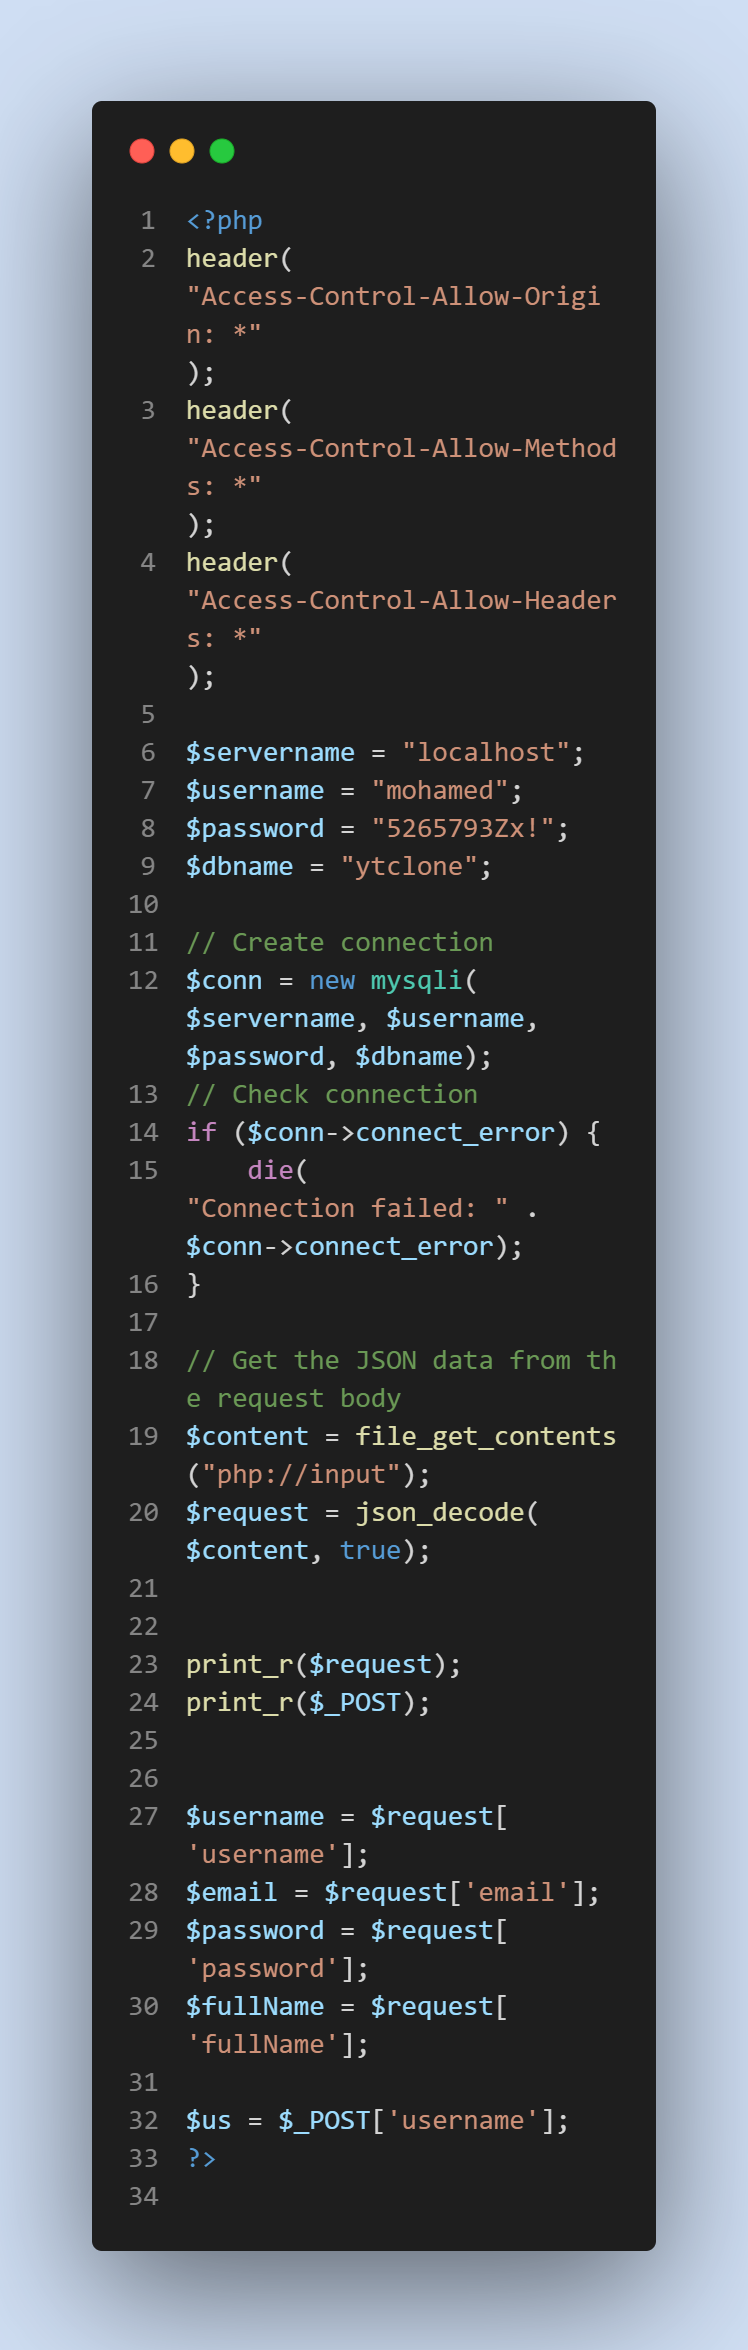 1 <?php
2 header(
"Access-Control-Allow-Origi
n: *"
);
3 header(
"Access-Control-Allow-Method
s: *"
);
4 header(
"Access-Control-Allow-Header
s: *"
);
5
6 $servername = "localhost";
7 $username = "mohamed";
8 $password = "5265793Zx!";
9 $dbname = "ytclone";
10
11 // Create connection
12 $conn = new mysqli(
$servername, $username,
$password, $dbname);
13 // Check connection
14 if ($conn->connect_error) {
15     die(
"Connection failed: " .
$conn->connect_error);
16 }
17
18 // Get the JSON data from th
e request body
19 $content = file_get_contents
("php://input");
20 $request = json_decode(
$content, true);
21
22
23 print_r($request);
24 print_r($_POST);
25
26
27 $username = $request[
'username'];
28 $email = $request['email'];
29 $password = $request[
'password'];
30 $fullName = $request[
'fullName'];
31
32 $us = $_POST['username'];
33 ?>
34